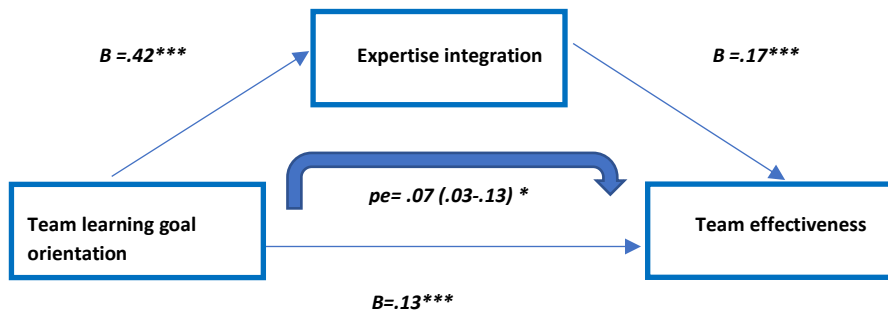 B =.42***
Expertise integration
B =.17***
pe= .07 (.03-.13) *
Team learning goal
orientation
Team effectiveness
B=.13***